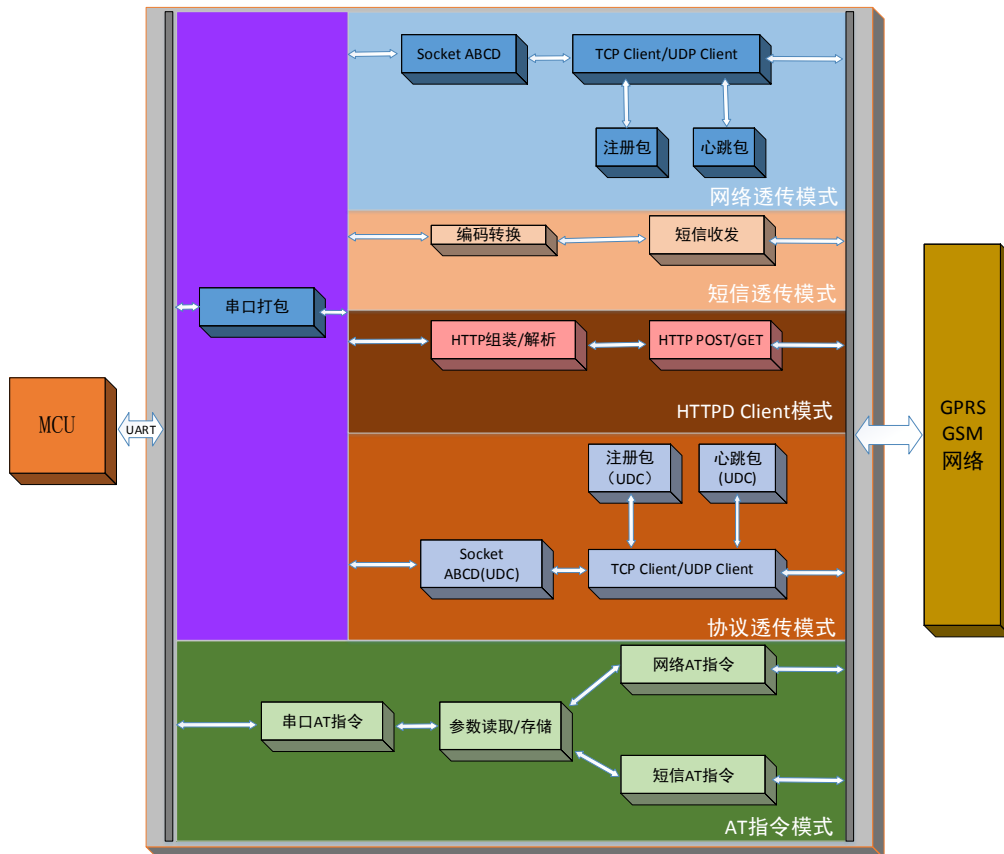 Socket ABCD
TCP Client/UDP Client
注册包
心跳包
网络透传模式
编码转换
短信收发
短信透传模式
串口打包
HTTP组装/解析
HTTP POST/GET
HTTPD Client模式
MCU
UART
GPRS
GSM
网络
注册包
（UDC）
心跳包
(UDC)
Socket
ABCD(UDC)
TCP Client/UDP Client
协议透传模式
网络AT指令
串口AT指令
参数读取/存储
短信AT指令
AT指令模式